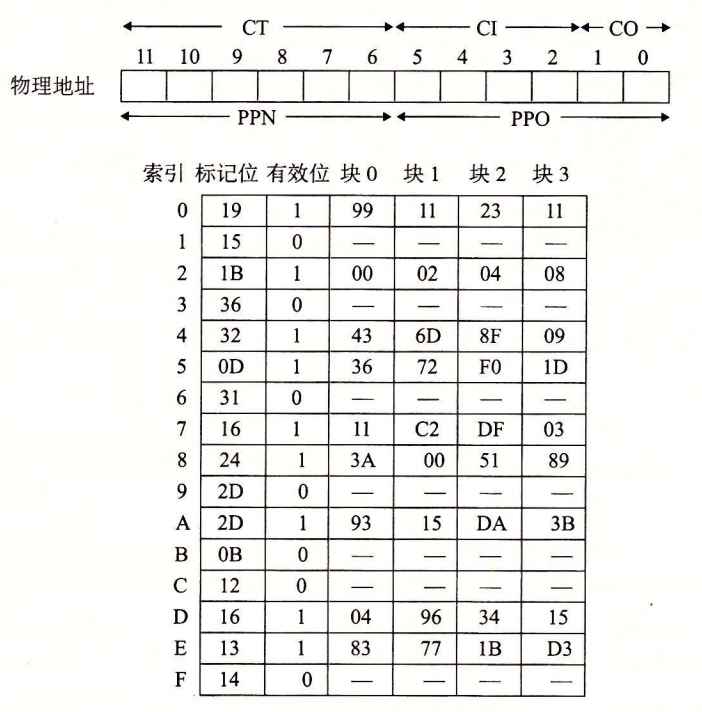 CT CI CO
11 10 9 8 7 6 5 4 3 2 1 0
物理地址
PPN PPO
索引 标记位 有效位 块 0 块 1 块 2 块 3
0 19 1 99 11 23 11
1 15 0 — — — —
2 1B 1 00 02 04 08
3 36 0 — — — —
4 32 1 43 6D 8F 09
5 0D 1 36 72 F0 1D
6 31 0 — — — —
7 16 1 11 C2 DF 03
8 24 1 3A 00 51 89
9 2D 0 — — — —
A 2D 1 93 15 DA 3B
B 0B 0 — — — —
C 12 0 — — — —
D 16 1 04 96 34 15
E 13 1 83 77 1B D3
F 14 0 — — — —